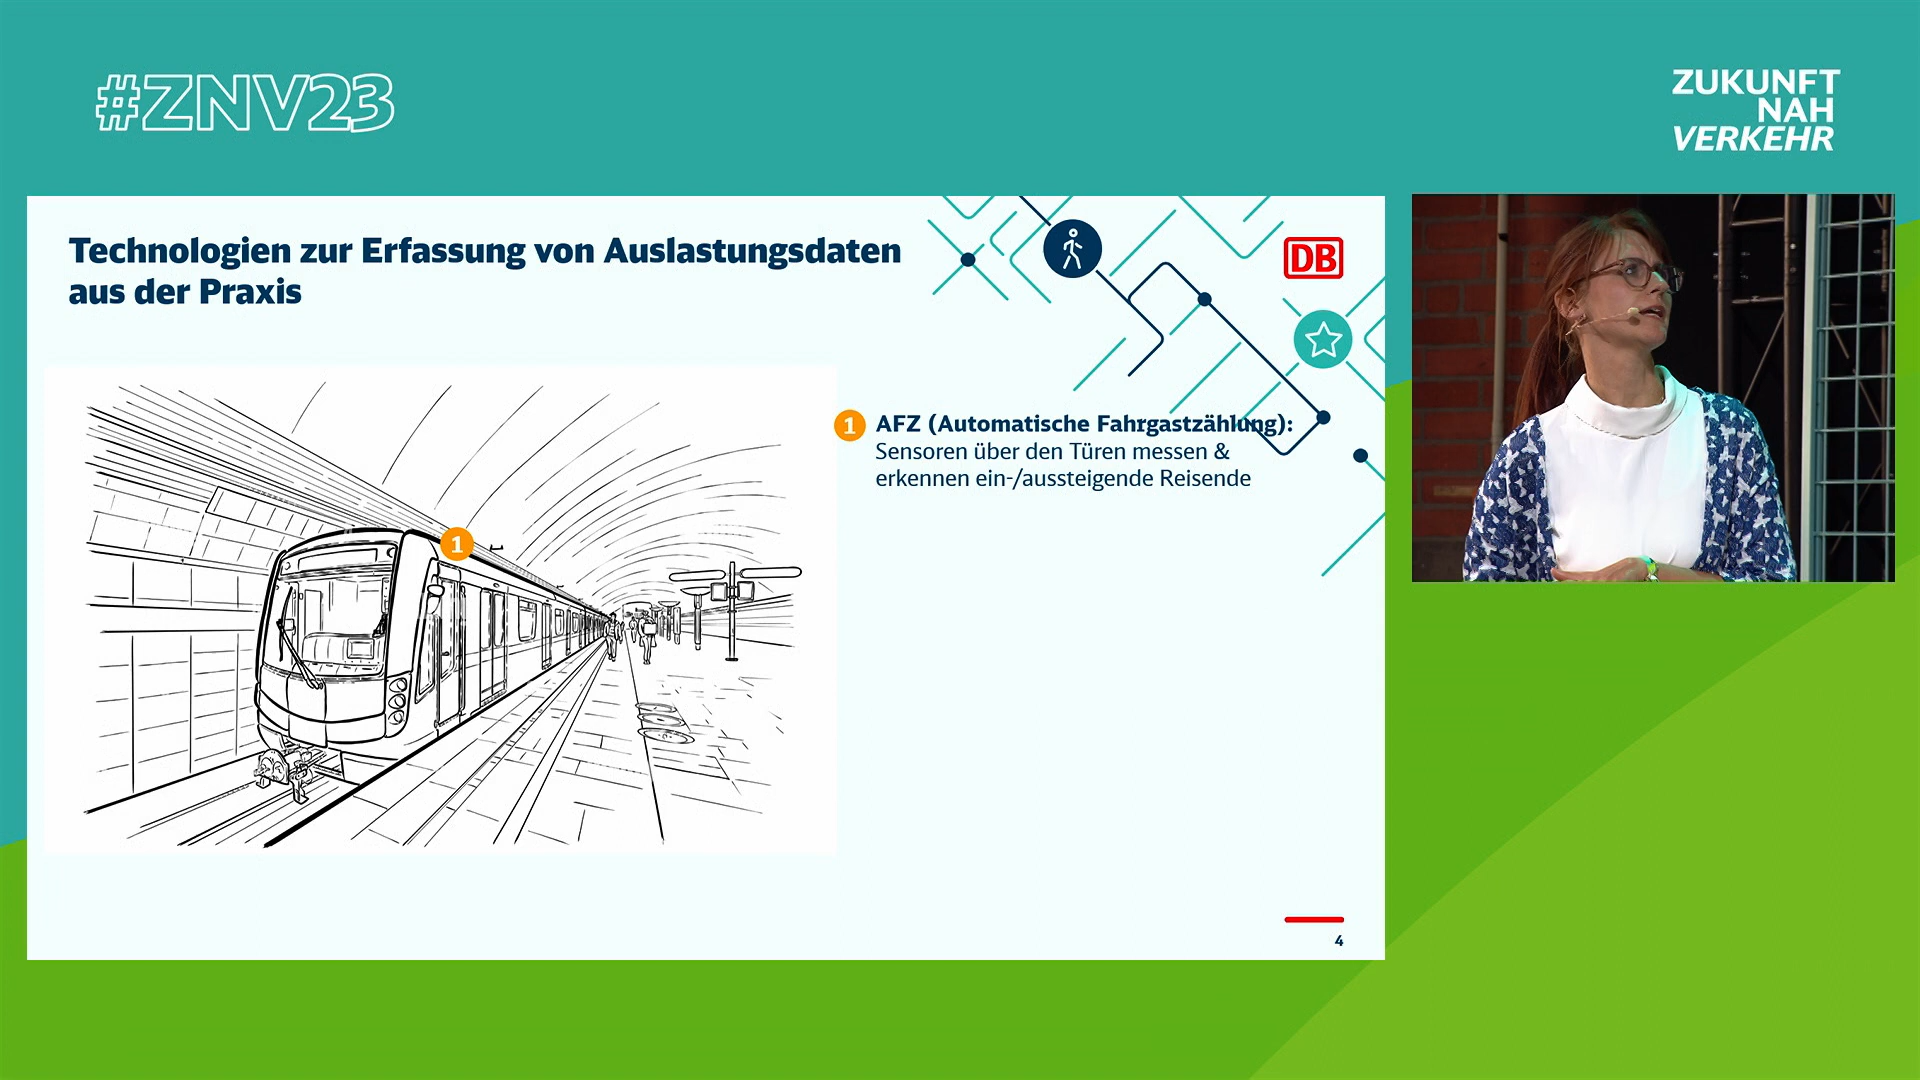 #ZNV23
ZUKUNFT
NAH
VERKEHR
Technologien zur Erfassung von Auslastungsdaten
aus der Praxis
DB
1
1 AFZ (Automatische Fahrgastzählung):
Sensoren über den Türen messen &
erkennen ein-/aussteigende Reisende
4